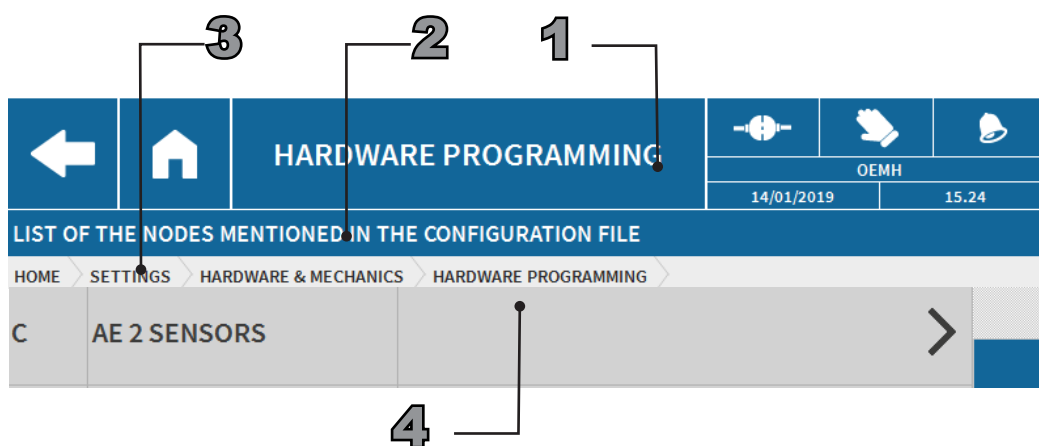 3 2 1
HARDWARE PROGRAMMING
OEMH
14/01/2019 15.24
LIST OF THE NODES MENTIONED IN THE CONFIGURATION FILE
HOME SETTINGS HARDWARE & MECHANICS HARDWARE PROGRAMMING
C AE 2 SENSORS
4